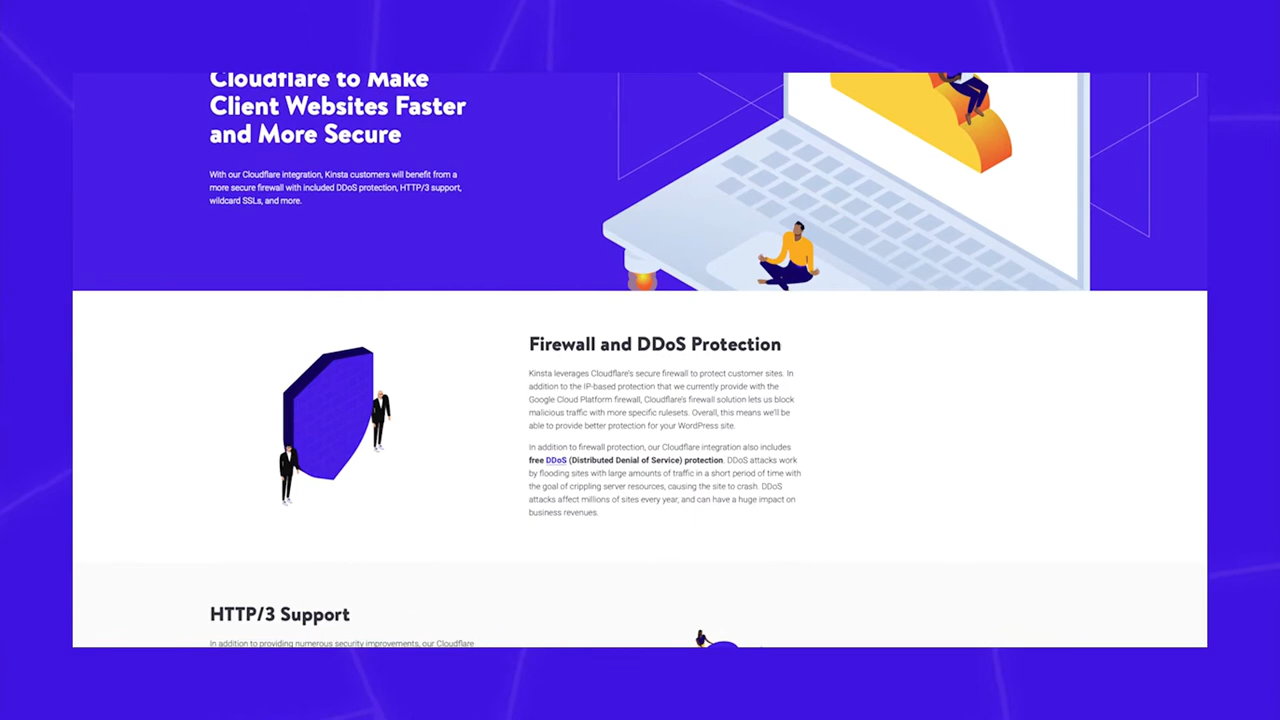 Cloudflare to Make
Client Websites Faster
and More Secure
With our Cloudflare integration, Kinsta customers will benefit from a
more secure firewall with included DDoS protection, HTTP/3 support,
wildcard SSLs, and more.
Firewall and DDoS Protection
Kinsta leverages Cloudflare's secure firewall to protect customer sites. In
addition to the IP-based protection that we currently provide with the
Google Cloud Platform firewall, Cloudflare's firewall solution lets us block
malicious traffic with more specific rulesets. Overall, this means we'll be
able to provide better protection for your WordPress site.
In addition to firewall protection, our Cloudflare integration also includes
free DDoS (Distributed Denial of Service) protection. DDoS attacks work
by flooding sites with large amounts of traffic in a short period of time with
the goal of crippling server resources, causing the site to crash. DDoS
attacks affect millions of sites every year, and can have a huge impact on
business revenues.
HTTP/3 Support
In addition to providing numerous security improvements, our Cloudflare